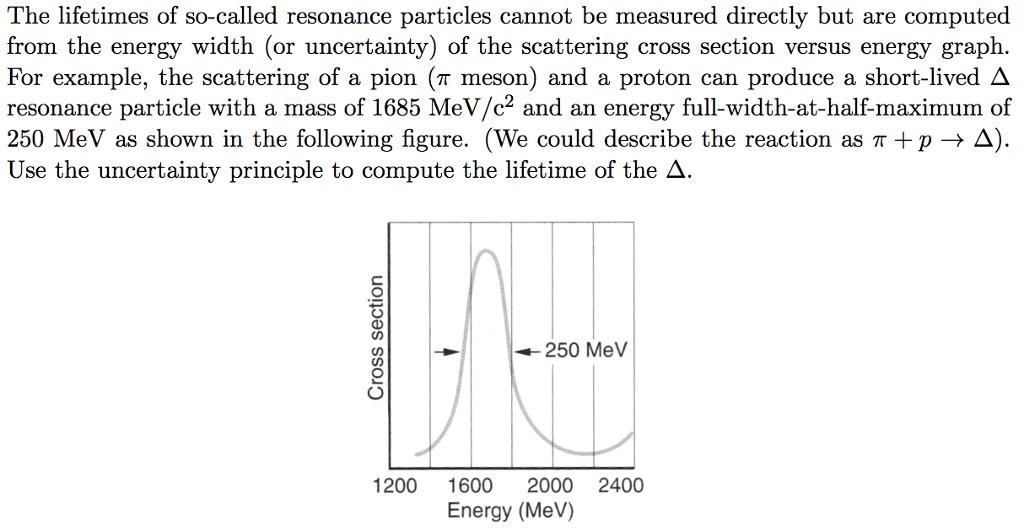 The lifetimes of so-called resonance particles cannot be measured directly but are computed
from the energy width (or uncertainty) of the scattering cross section versus energy graph.
For example, the scattering of a pion (π meson) and a proton can produce a short-lived Δ
resonance particle with a mass of 1685 MeV/c² and an energy full-width-at-half-maximum of
250 MeV as shown in the following figure. (We could describe the reaction as π + p → Δ).
Use the uncertainty principle to compute the lifetime of the Δ.
Cross section
250 MeV
1200 1600 2000 2400
Energy (MeV)